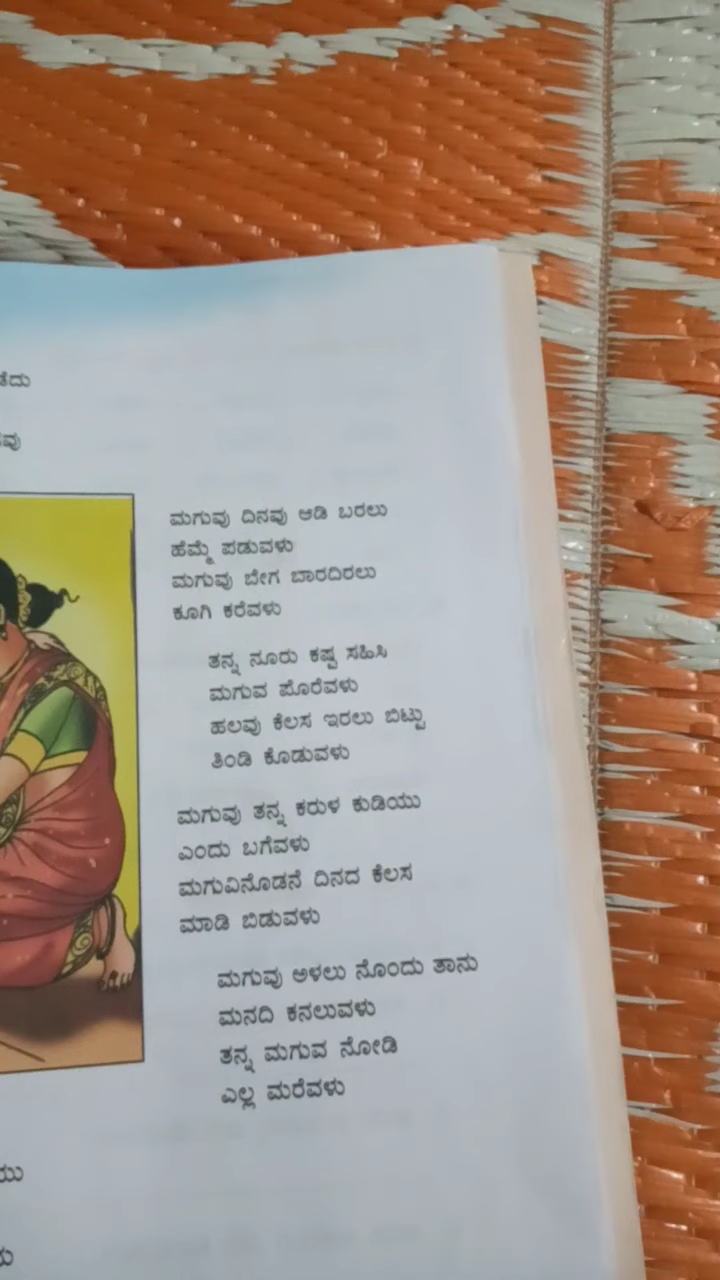 ಮಗುವು ದಿನವು ಆಡಿ ಬರಲು
ಹೆಮ್ಮೆ ಪಡುವಳು
ಮಗುವು ಬೇಗ ಬಾರದಿರಲು
ಕೂಗಿ ಕರೆವಳು
ತನ್ನ ನೂರು ಕಷ್ಟ ಸಹಿಸಿ
ಮಗುವ ಪೊರೆವಳು
ಹಲವು ಕೆಲಸ ಇರಲು ಬಿಟ್ಟು
ತಿಂಡಿ ಕೊಡುವಳು
ಮಗುವು ತನ್ನ ಕರುಳ ಕುಡಿಯು
ಎಂದು ಬಗೆವಳು
ಮಗುವಿನೊಡನೆ ದಿನದ ಕೆಲಸ
ಮಾಡಿ ಬಿಡುವಳು
ಮಗುವು ಅಳಲು ನೊಂದು ತಾನು
ಮನದಿ ಕನಲುವಳು
ತನ್ನ ಮಗುವ ನೋಡಿ
ಎಲ್ಲ ಮರೆವಳು